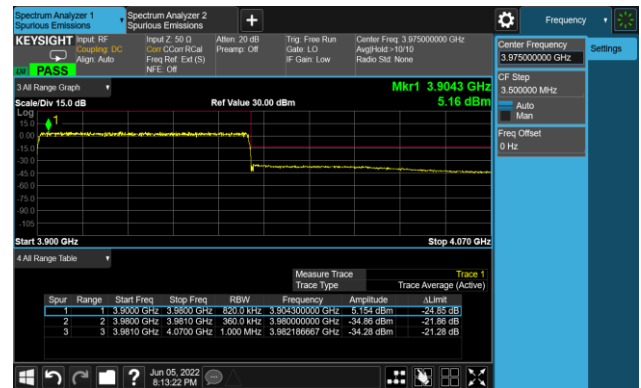 Spectrum Analyzer 1
Spurious Emissions
Spectrum Analyzer 2
Spurious Emissions
Frequency
KEYSIGHT
Input: RF
Coupling: DC
Align: Auto
Input Z: 50 Ω
Corr CCorr RCal
Freq Ref: Ext (S)
NFE: Off
Atten: 20 dB
Preamp: Off
Trig: Free Run
Gate: LO
IF Gain: Low
Center Freq: 3.975000000 GHz
Avg|Hold:>10/10
Radio Std: None
PASS
Center Frequency
3.975000000 GHz
Settings
CF Step
3.500000 MHz
Auto
Man
Freq Offset
0 Hz
3 All Range Graph
Mkr1 3.9043 GHz
5.16 dBm
Scale/Div 15.0 dB
Ref Value 30.00 dBm
Log
15.0
0.00
-15.0
-30.0
-45.0
-60.0
-75.0
-90.0
-105
1
Start 3.900 GHz
Stop 4.070 GHz
4 All Range Table
Measure Trace Trace 1
Trace Type Trace Average (Active)
Spur Range Start Freq Stop Freq RBW Frequency Amplitude ΔLimit
1 1 3.9000 GHz 3.9800 GHz 820.0 kHz 3.904300000 GHz 5.154 dBm -24.85 dB
2 2 3.9800 GHz 3.9810 GHz 360.0 kHz 3.980000000 GHz -34.86 dBm -21.86 dB
3 3 3.9810 GHz 4.0700 GHz 1.000 MHz 3.982186667 GHz -34.28 dBm -21.28 dB
Jun 05, 2022
8:13:22 PM